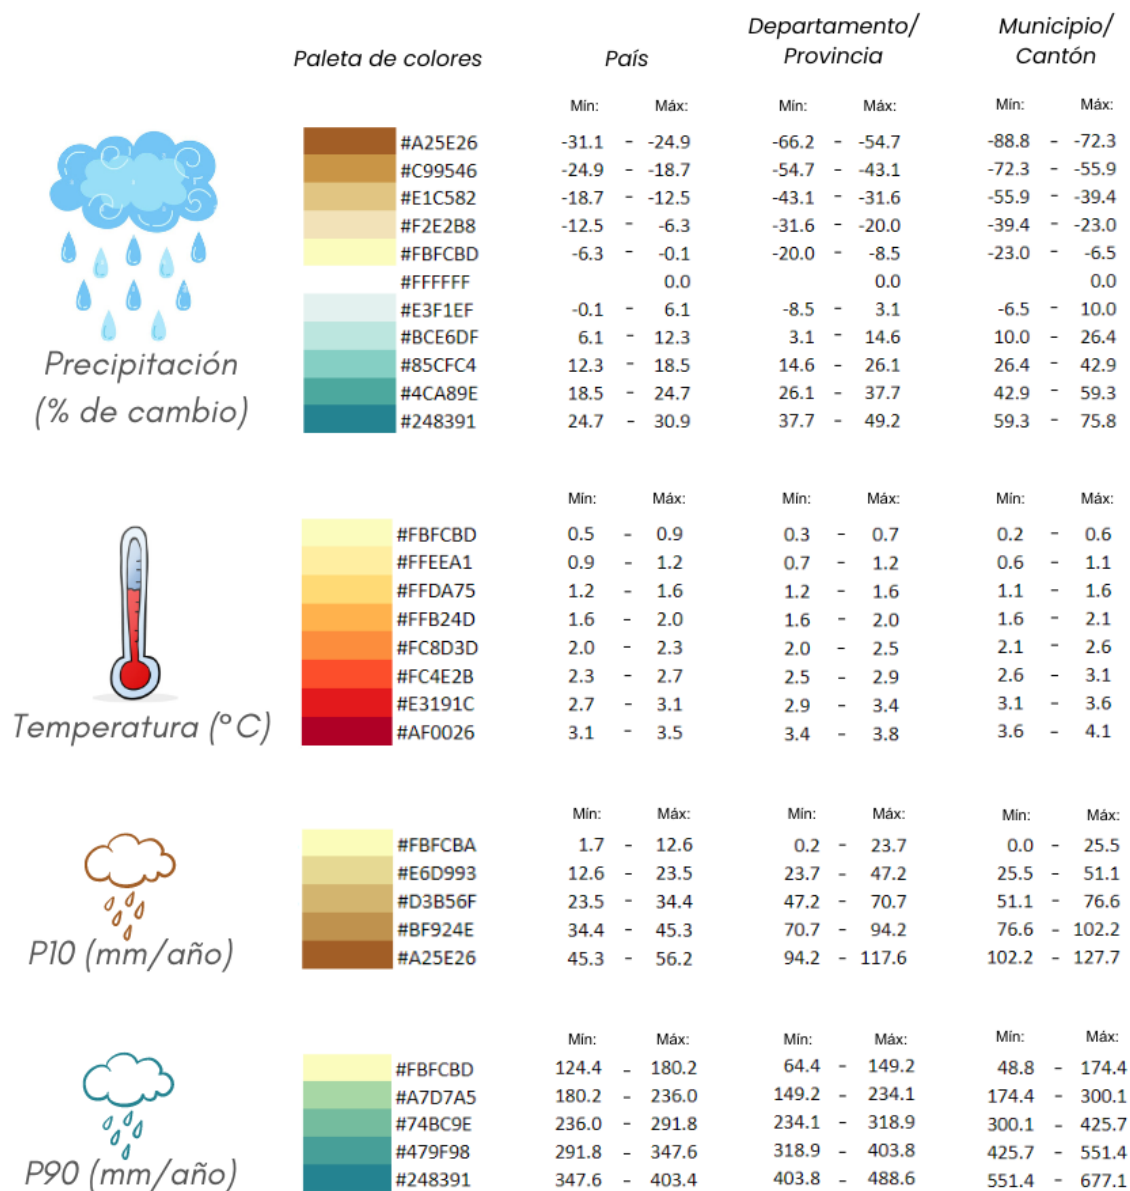 Paleta de colores País Departamento/ Provincia Municipio/ Cantón
Mín: Máx: Mín: Máx: Mín: Máx:
#A25E26 -31.1 - -24.9 -66.2 - -54.7 -88.8 - -72.3
#C99546 -24.9 - -18.7 -54.7 - -43.1 -72.3 - -55.9
#E1C582 -18.7 - -12.5 -43.1 - -31.6 -55.9 - -39.4
#F2E2B8 -12.5 - -6.3 -31.6 - -20.0 -39.4 - -23.0
#FBFCBD -6.3 - -0.1 -20.0 - -8.5 -23.0 - -6.5
#FFFFFF 0.0 0.0 0.0
#E3F1EF -0.1 - 6.1 -8.5 - 3.1 -6.5 - 10.0
#BCE6DF 6.1 - 12.3 3.1 - 14.6 10.0 - 26.4
#85CFC4 12.3 - 18.5 14.6 - 26.1 26.4 - 42.9
#4CA89E 18.5 - 24.7 26.1 - 37.7 42.9 - 59.3
#248391 24.7 - 30.9 37.7 - 49.2 59.3 - 75.8
Precipitación
(% de cambio)
Mín: Máx: Mín: Máx: Mín: Máx:
#FBFCBD 0.5 - 0.9 0.3 - 0.7 0.2 - 0.6
#FFEEA1 0.9 - 1.2 0.7 - 1.2 0.6 - 1.1
#FFDA75 1.2 - 1.6 1.2 - 1.6 1.1 - 1.6
#FFB24D 1.6 - 2.0 1.6 - 2.0 1.6 - 2.1
#FC8D3D 2.0 - 2.3 2.0 - 2.5 2.1 - 2.6
#FC4E2B 2.3 - 2.7 2.5 - 2.9 2.6 - 3.1
#E3191C 2.7 - 3.1 2.9 - 3.4 3.1 - 3.6
#AF0026 3.1 - 3.5 3.4 - 3.8 3.6 - 4.1
Temperatura (°C)
Mín: Máx: Mín: Máx: Mín: Máx:
#FBFCBA 1.7 - 12.6 0.2 - 23.7 0.0 - 25.5
#E6D993 12.6 - 23.5 23.7 - 47.2 25.5 - 51.1
#D3B56F 23.5 - 34.4 47.2 - 70.7 51.1 - 76.6
#BF924E 34.4 - 45.3 70.7 - 94.2 76.6 - 102.2
#A25E26 45.3 - 56.2 94.2 - 117.6 102.2 - 127.7
P10 (mm/año)
Mín: Máx: Mín: Máx: Mín: Máx:
#FBFCBD 124.4 - 180.2 64.4 - 149.2 48.8 - 174.4
#A7D7A5 180.2 - 236.0 149.2 - 234.1 174.4 - 300.1
#74BC9E 236.0 - 291.8 234.1 - 318.9 300.1 - 425.7
#479F98 291.8 - 347.6 318.9 - 403.8 425.7 - 551.4
#248391 347.6 - 403.4 403.8 - 488.6 551.4 - 677.1
P90 (mm/año)